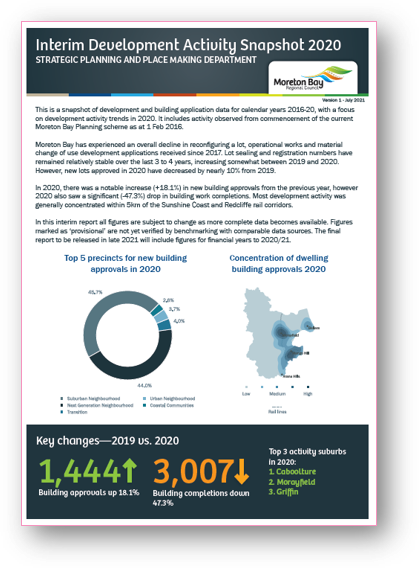 Interim Development Activity Snapshot 2020
STRATEGIC PLANNING AND PLACE MAKING DEPARTMENT
Moreton Bay
Regional Council
Version 1 - July 2021
This is a snapshot of development and building application data for calendar years 2016-20, with a focus
on development activity trends in 2020. It includes activity observed from commencement of the current
Moreton Bay Planning scheme as at 1 Feb 2016.
Moreton Bay has experienced an overall decline in reconfiguring a lot, operational works and material
change of use development applications received since 2017. Lot sealing and registration numbers have
remained relatively stable over the last 3 to 4 years, increasing somewhat between 2019 and 2020.
However, new lots approved in 2020 have decreased by nearly 10% from 2019.
In 2020, there was a notable increase (+18.1%) in new building approvals from the previous year, however
2020 also saw a significant (-47.3%) drop in building work completions. Most development activity was
generally concentrated within 5km of the Sunshine Coast and Redcliffe rail corridors.
In this interim report all figures are subject to change as more complete data becomes available. Figures
marked as 'provisional' are not yet verified by benchmarking with comparable data sources. The final
report to be released in late 2021 will include figures for financial years to 2020/21.
Top 5 precincts for new building
approvals in 2020
2.8%
5.7%
4.0%
44.0%
Suburban Neighbourhood
Urban Neighbourhood
Next Generation Neighbourhood
Coastal Communities
Transition
Concentration of dwelling
building approvals 2020
Low
Medium
High
Rail lines
Key changes—2019 vs. 2020
1,444
Building approvals up 18.1%
3,007
Building completions down
47.3%
Top 3 activity suburbs
in 2020:
1. Caboolture
2. Morayfield
3. Griffin